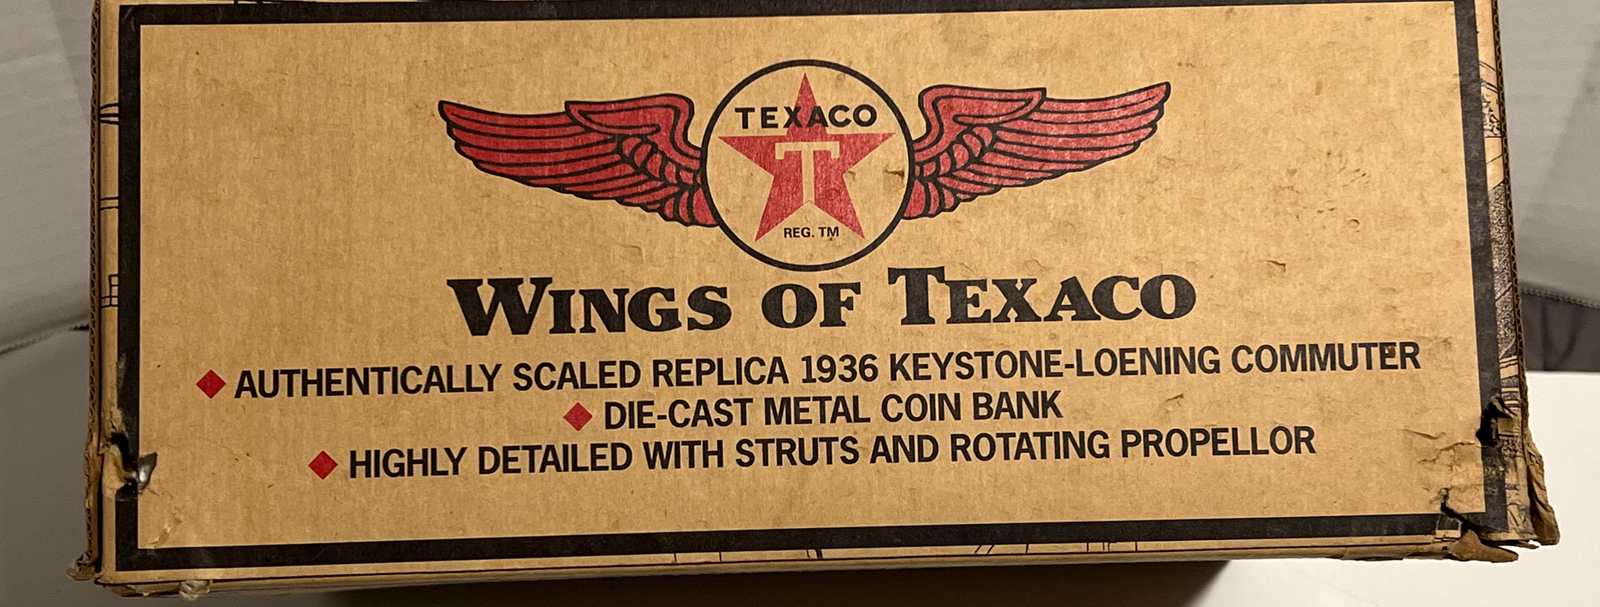 TEXACO
T
REG. TM
WINGS OF TEXACO
AUTHENTICALLY SCALED REPLICA 1936 KEYSTONE-LOENING COMMUTER
DIE-CAST METAL COIN BANK
HIGHLY DETAILED WITH STRUTS AND ROTATING PROPELLOR